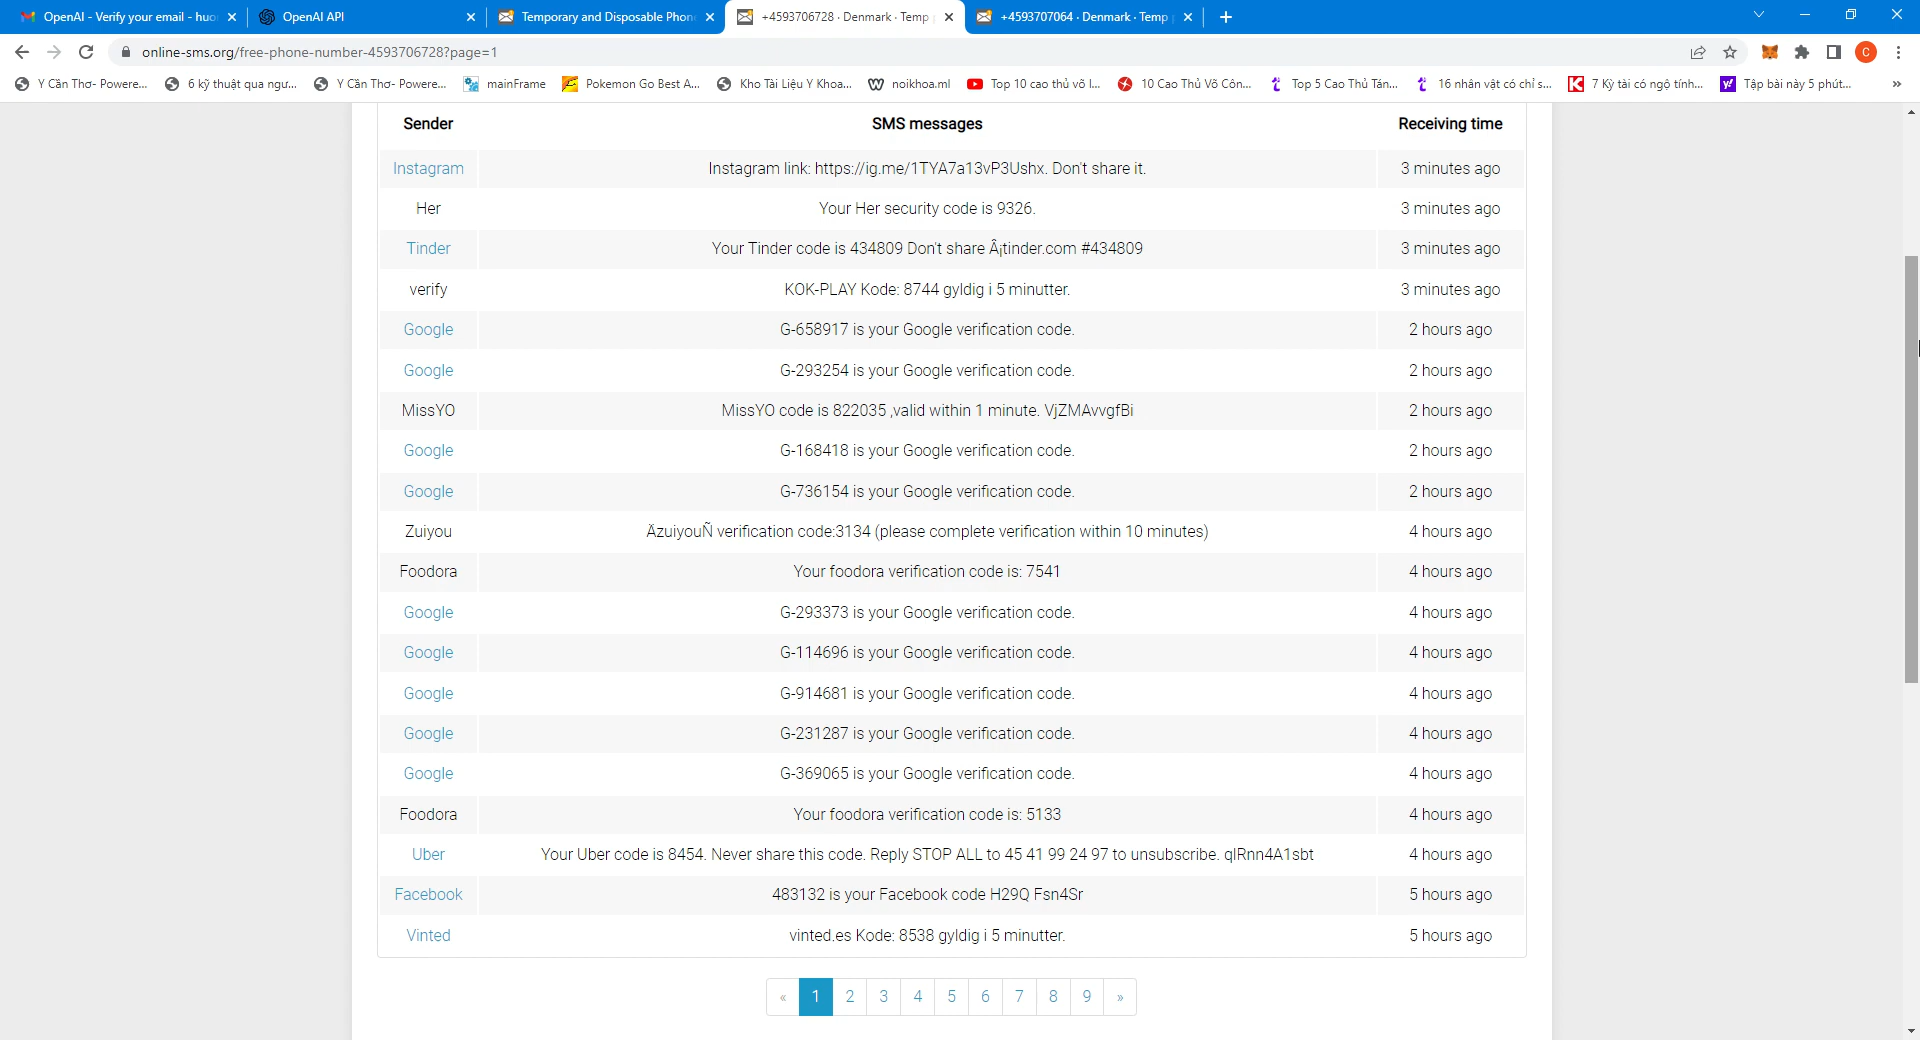 OpenAI - Verify your email - huo
OpenAI API
Temporary and Disposable Phon
+4593706728 · Denmark · Temp
+4593707064 · Denmark · Temp
online-sms.org/free-phone-number-4593706728?page=1
C
Y Cần Thơ- Powere...
6 kỹ thuật qua ngư...
Y Cần Thơ- Powere...
mainFrame
Pokemon Go Best A...
Kho Tài Liệu Y Khoa...
noikhoa.ml
Top 10 cao thủ võ l...
10 Cao Thủ Võ Côn...
Top 5 Cao Thủ Tán...
16 nhân vật có chỉ s...
7 Kỳ tài có ngộ tính...
Tập bài này 5 phút...
»
Sender SMS messages Receiving time
Instagram Instagram link: https://ig.me/1TYA7a13vP3Ushx. Don't share it. 3 minutes ago
Her Your Her security code is 9326. 3 minutes ago
Tinder Your Tinder code is 434809 Don't share Â¡tinder.com #434809 3 minutes ago
verify KOK-PLAY Kode: 8744 gyldig i 5 minutter. 3 minutes ago
Google G-658917 is your Google verification code. 2 hours ago
Google G-293254 is your Google verification code. 2 hours ago
MissYO MissYO code is 822035 ,valid within 1 minute. VjZMAvvgfBi 2 hours ago
Google G-168418 is your Google verification code. 2 hours ago
Google G-736154 is your Google verification code. 2 hours ago
Zuiyou ÄzuiyouÑ verification code:3134 (please complete verification within 10 minutes) 4 hours ago
Foodora Your foodora verification code is: 7541 4 hours ago
Google G-293373 is your Google verification code. 4 hours ago
Google G-114696 is your Google verification code. 4 hours ago
Google G-914681 is your Google verification code. 4 hours ago
Google G-231287 is your Google verification code. 4 hours ago
Google G-369065 is your Google verification code. 4 hours ago
Foodora Your foodora verification code is: 5133 4 hours ago
Uber Your Uber code is 8454. Never share this code. Reply STOP ALL to 45 41 99 24 97 to unsubscribe. qlRnn4A1sbt 4 hours ago
Facebook 483132 is your Facebook code H29Q Fsn4Sr 5 hours ago
Vinted vinted.es Kode: 8538 gyldig i 5 minutter. 5 hours ago
« 1 2 3 4 5 6 7 8 9 »